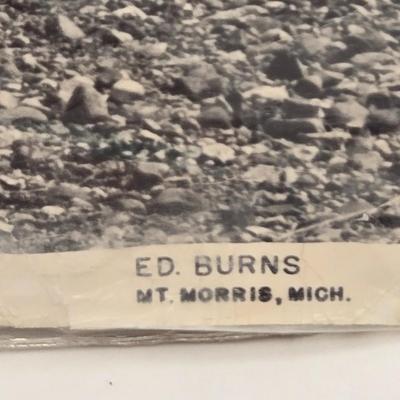 ED. BURNS
MT. MORRIS, MICH.